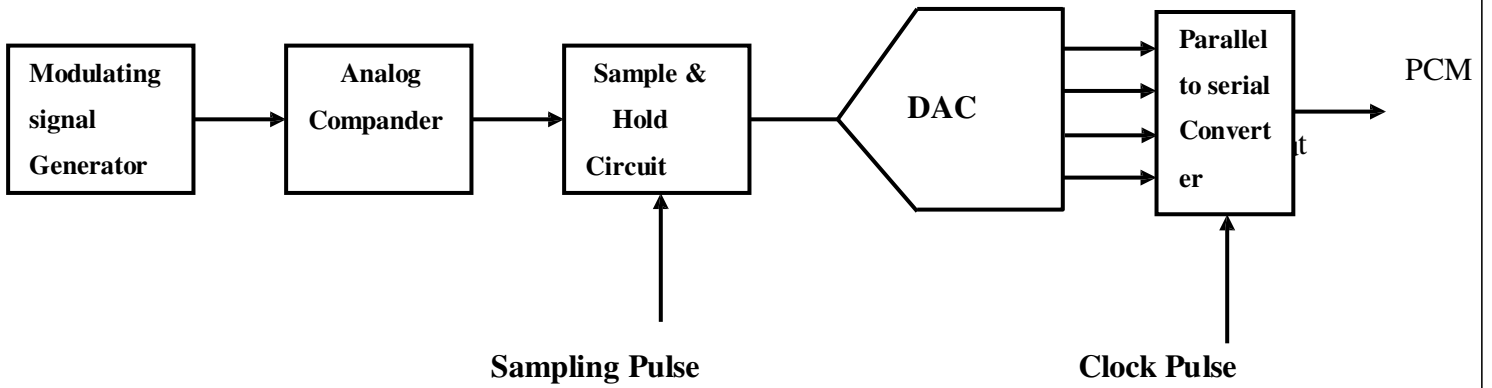 Modulating
signal
Generator
Analog
Compander
Sample &
Hold
Circuit
DAC
Parallel
to serial
Convert
er
PCM
Sampling Pulse
Clock Pulse